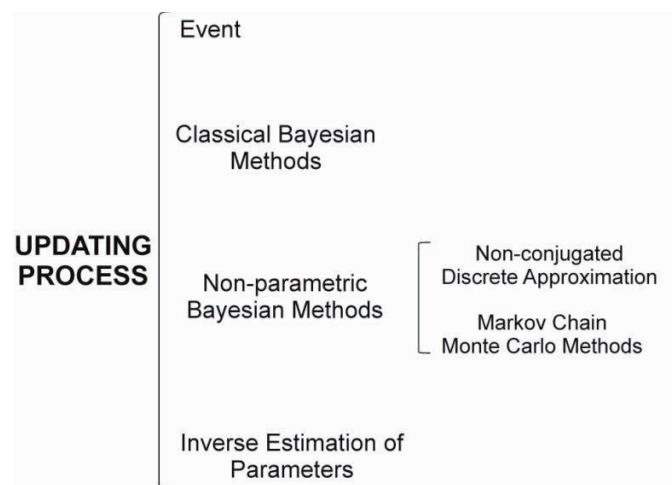 Event
Classical Bayesian
Methods
UPDATING
PROCESS
Non-parametric
Bayesian Methods
Non-conjugated
Discrete Approximation
Markov Chain
Monte Carlo Methods
Inverse Estimation of
Parameters